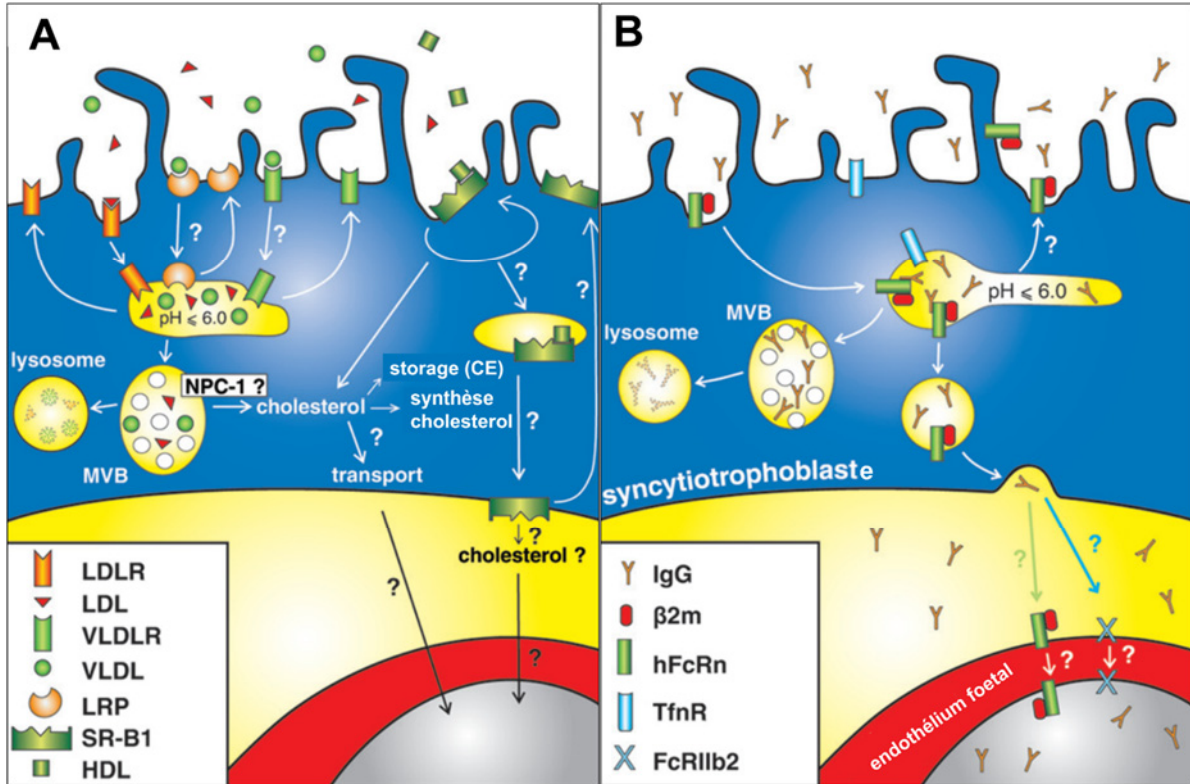 A
?
?
?
?
pH ⩽ 6.0
lysosome
NPC-1 ?
storage (CE)
cholesterol
synthèse
cholesterol
?
?
MVB
transport
?
cholesterol ?
?
?
LDLR
LDL
VLDLR
VLDL
LRP
SR-B1
HDL
B
?
pH ⩽ 6.0
MVB
lysosome
syncytiotrophoblaste
?
?
?
?
endothélium foetal
IgG
β2m
hFcRn
TfnR
FcRIIb2